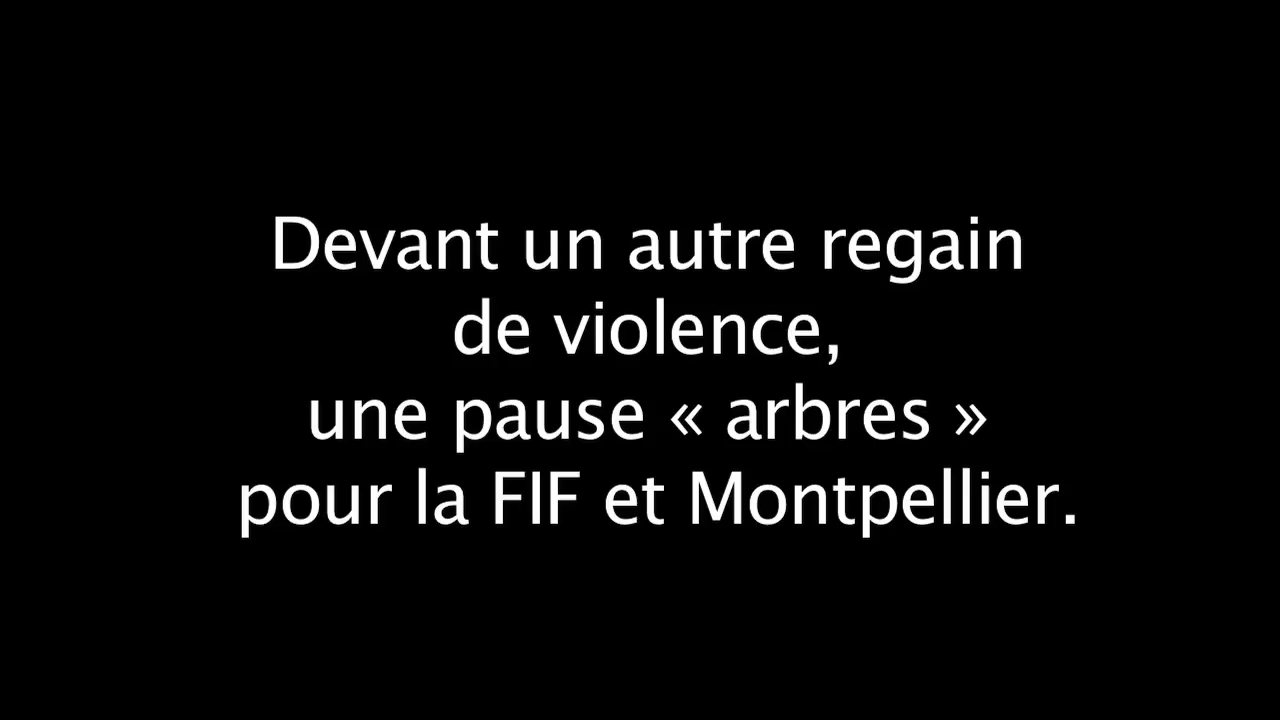 Devant un autre regain
de violence,
une pause « arbres »
pour la FIF et Montpellier.